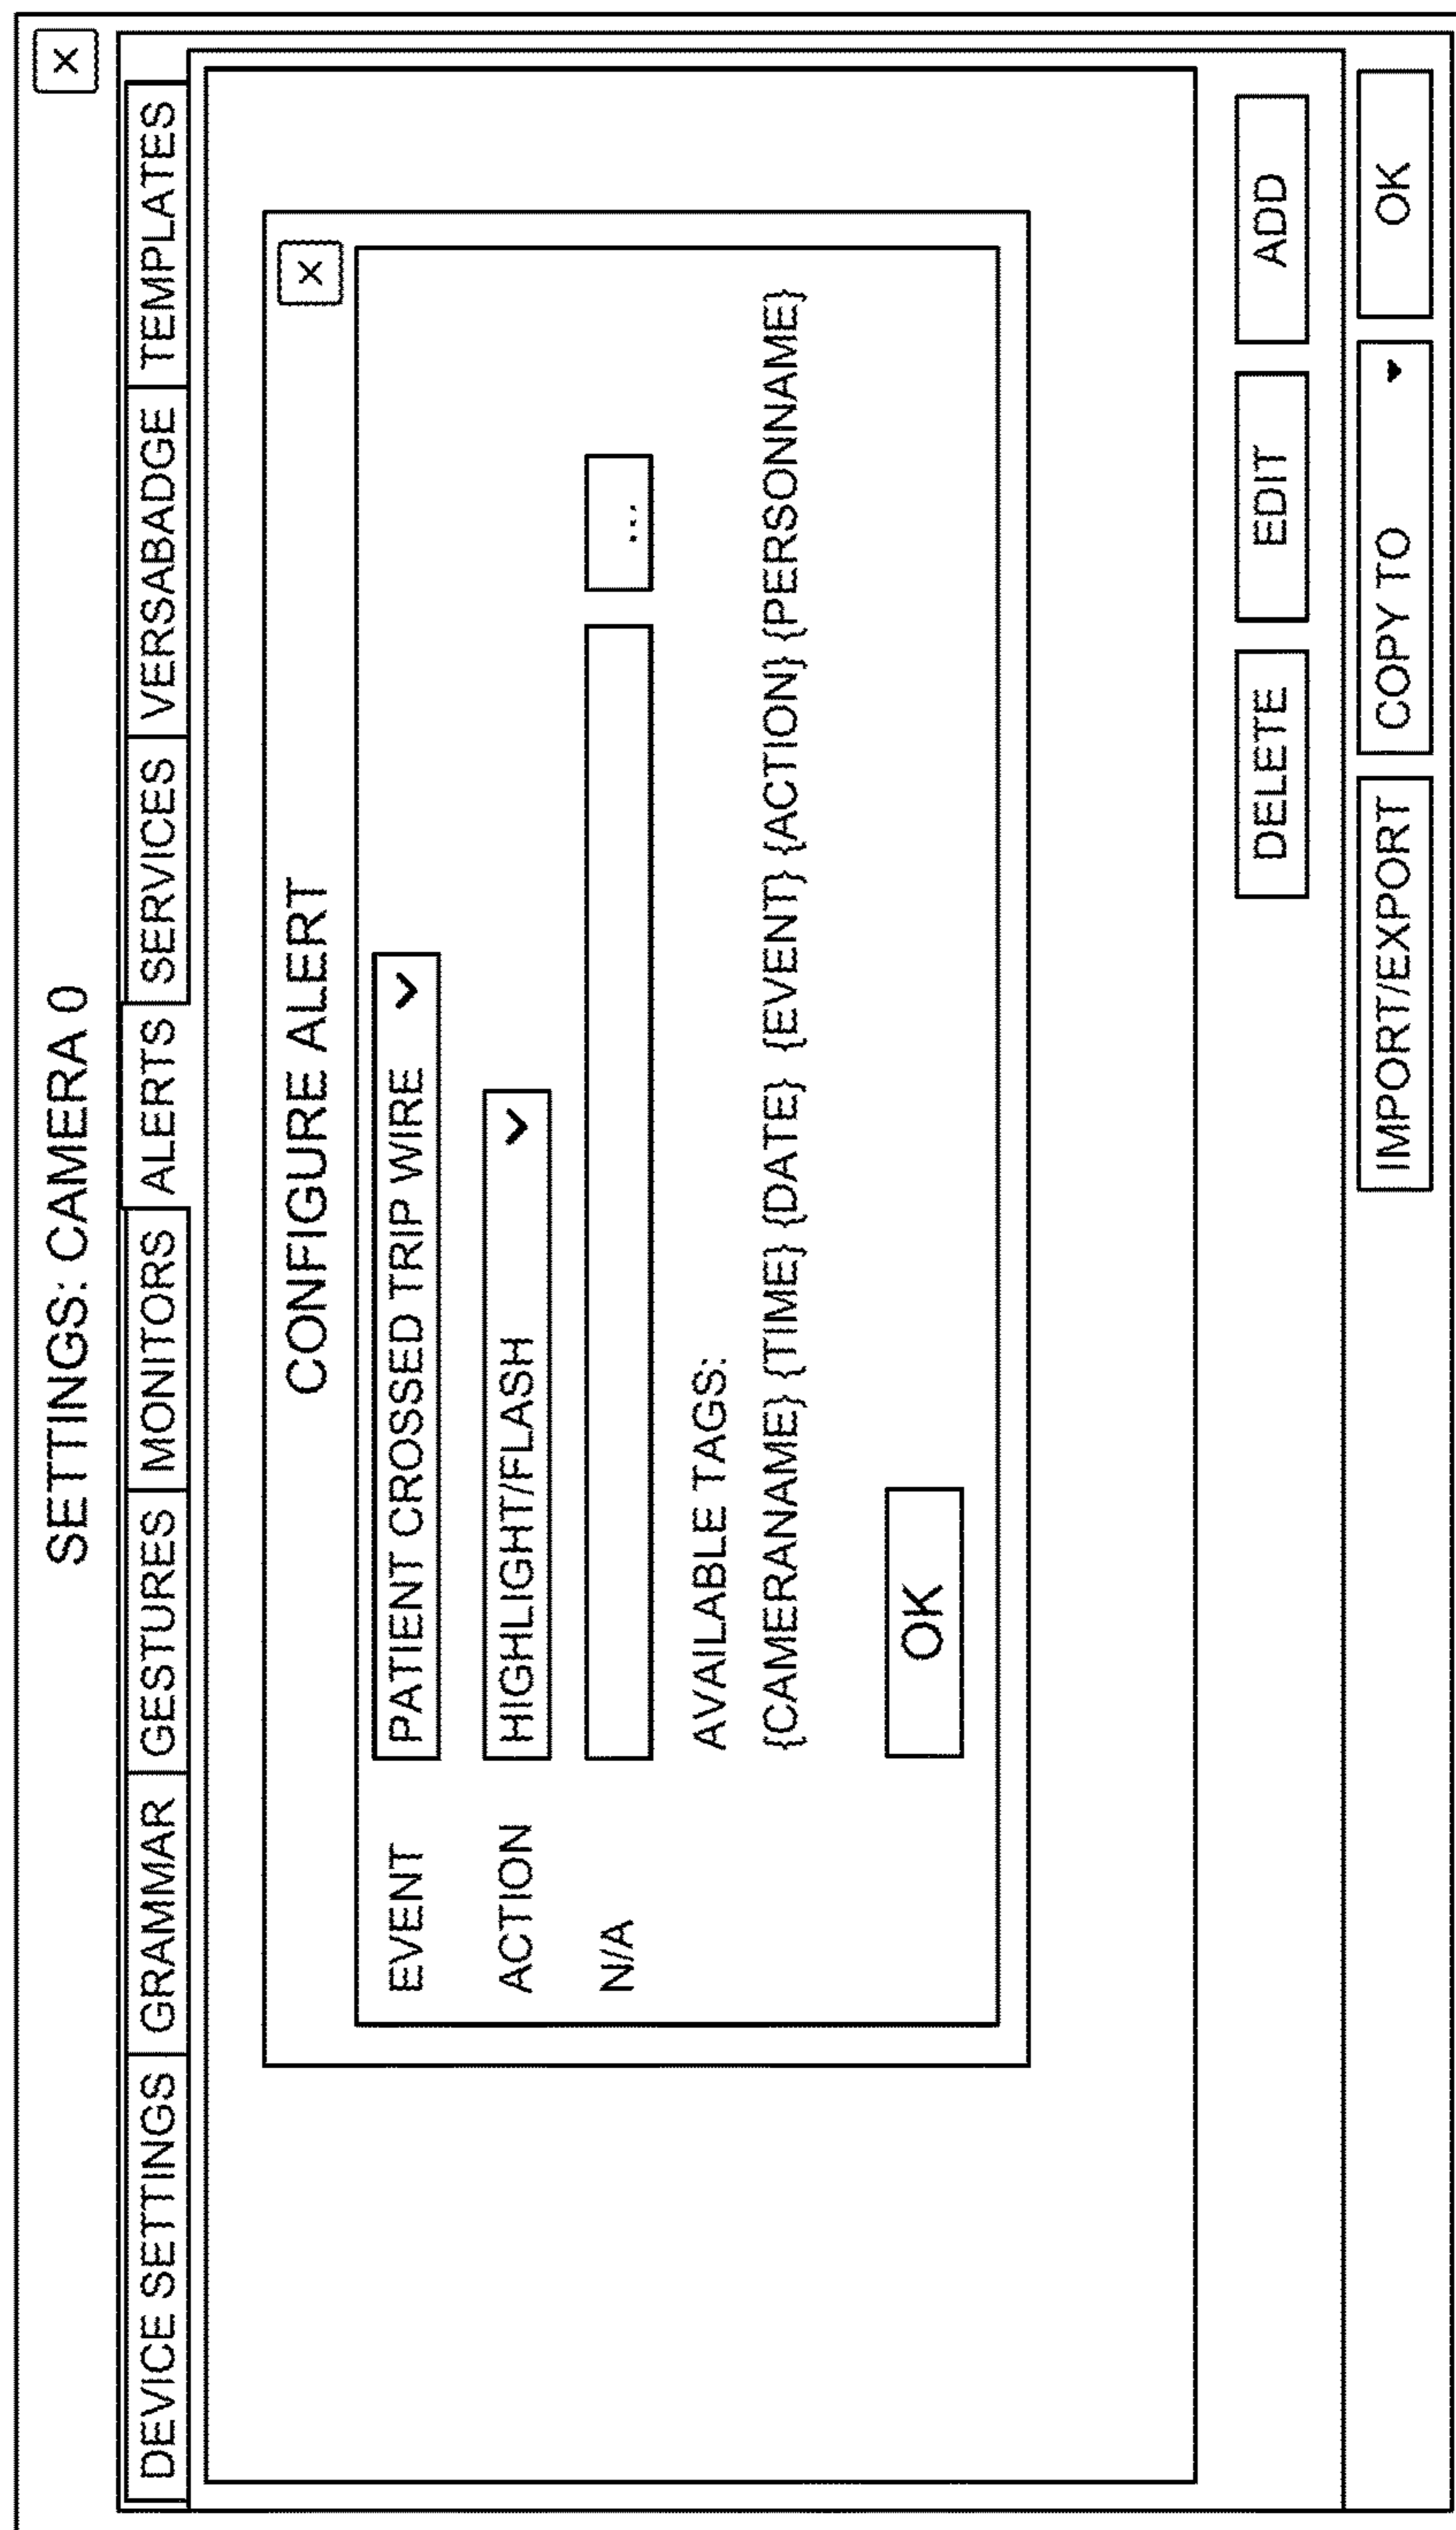 SETTINGS: CAMERA 0 X
DEVICE SETTINGS GRAMMAR GESTURES MONITORS ALERTS SERVICES VERSABADGE TEMPLATES
CONFIGURE ALERT X
EVENT PATIENT CROSSED TRIP WIRE
ACTION HIGHLIGHT/FLASH
N/A ...
AVAILABLE TAGS:
{CAMERANAME} {TIME} {DATE} {EVENT} {ACTION} {PERSONNAME}
OK
DELETE EDIT ADD
IMPORT/EXPORT COPY TO OK